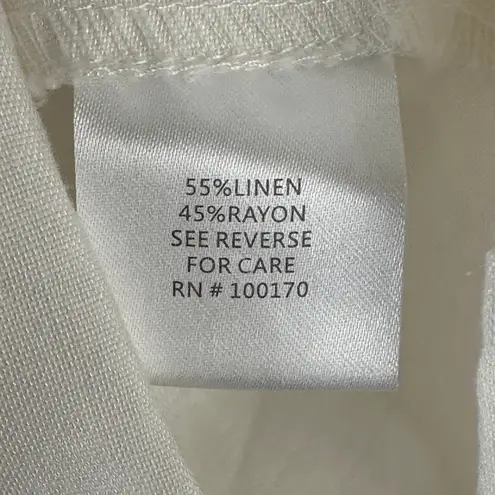 55%LINEN
45%RAYON
SEE REVERSE
FOR CARE
RN # 100170